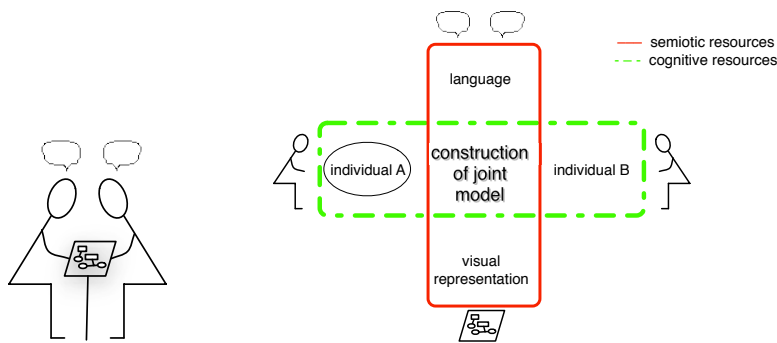 semiotic resources
cognitive resources
language
individual A
construction
of joint
model
individual B
visual
representation